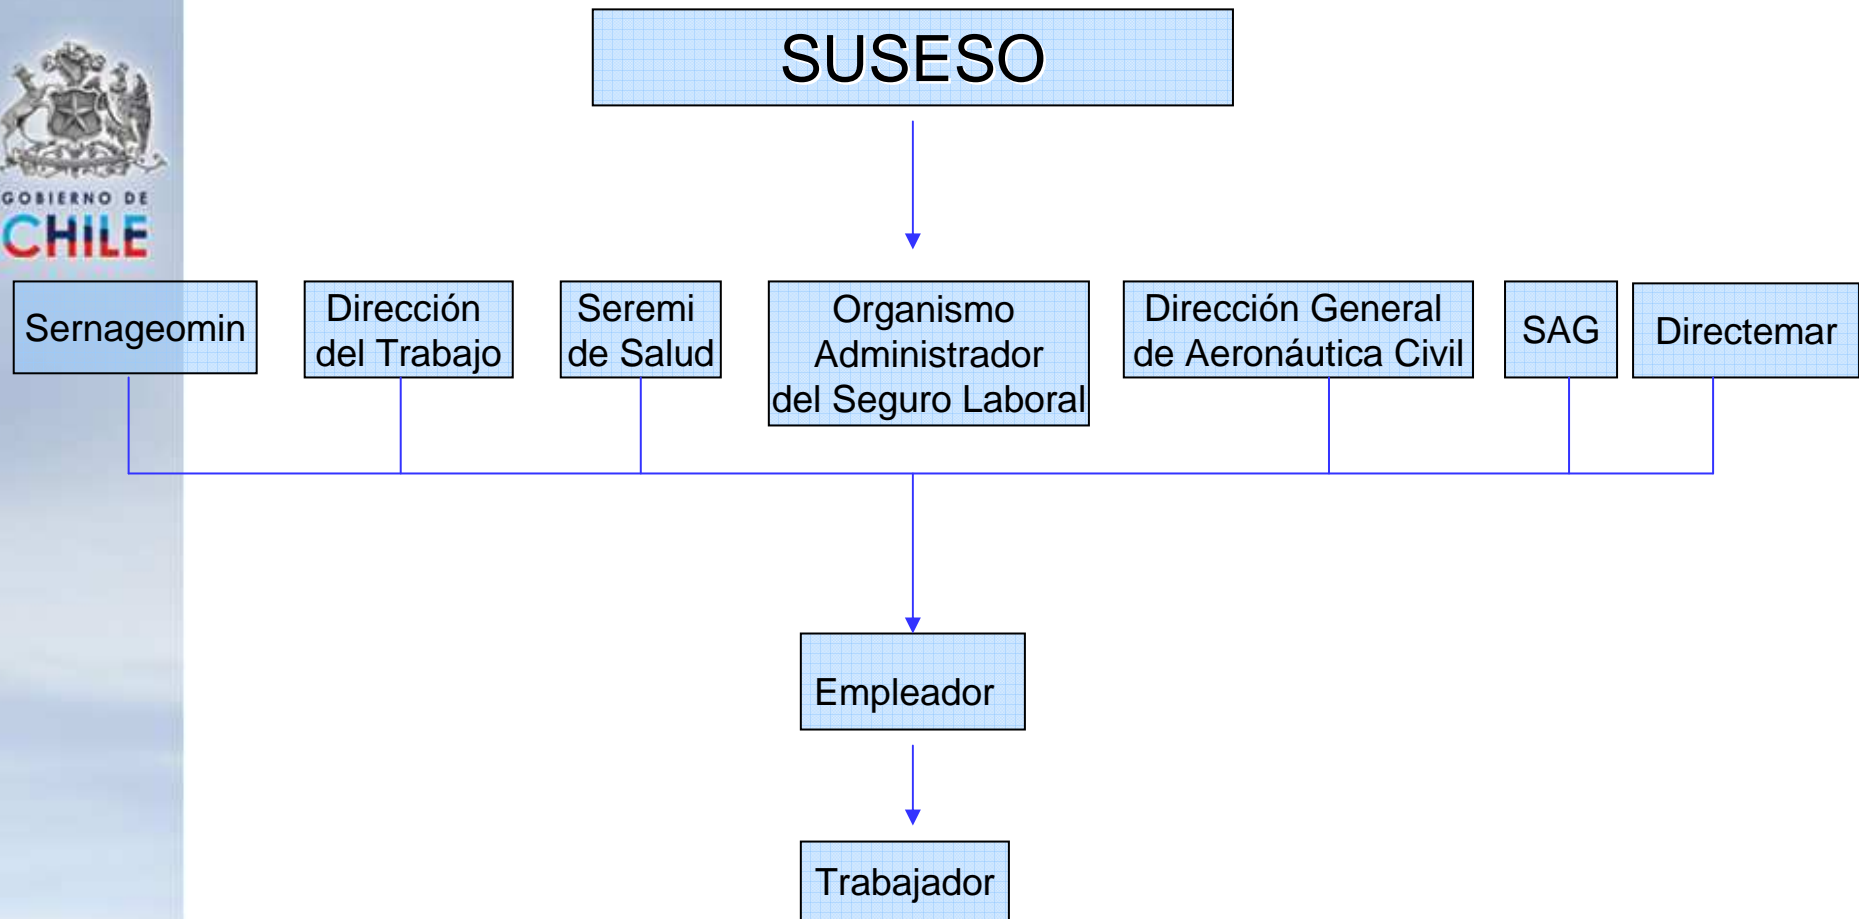 SUSESO
GOBIERNO DE
CHILE
Sernageomin
Dirección
del Trabajo
Seremi
de Salud
Organismo
Administrador
del Seguro Laboral
Dirección General
de Aeronáutica Civil
SAG
Directemar
Empleador
Trabajador